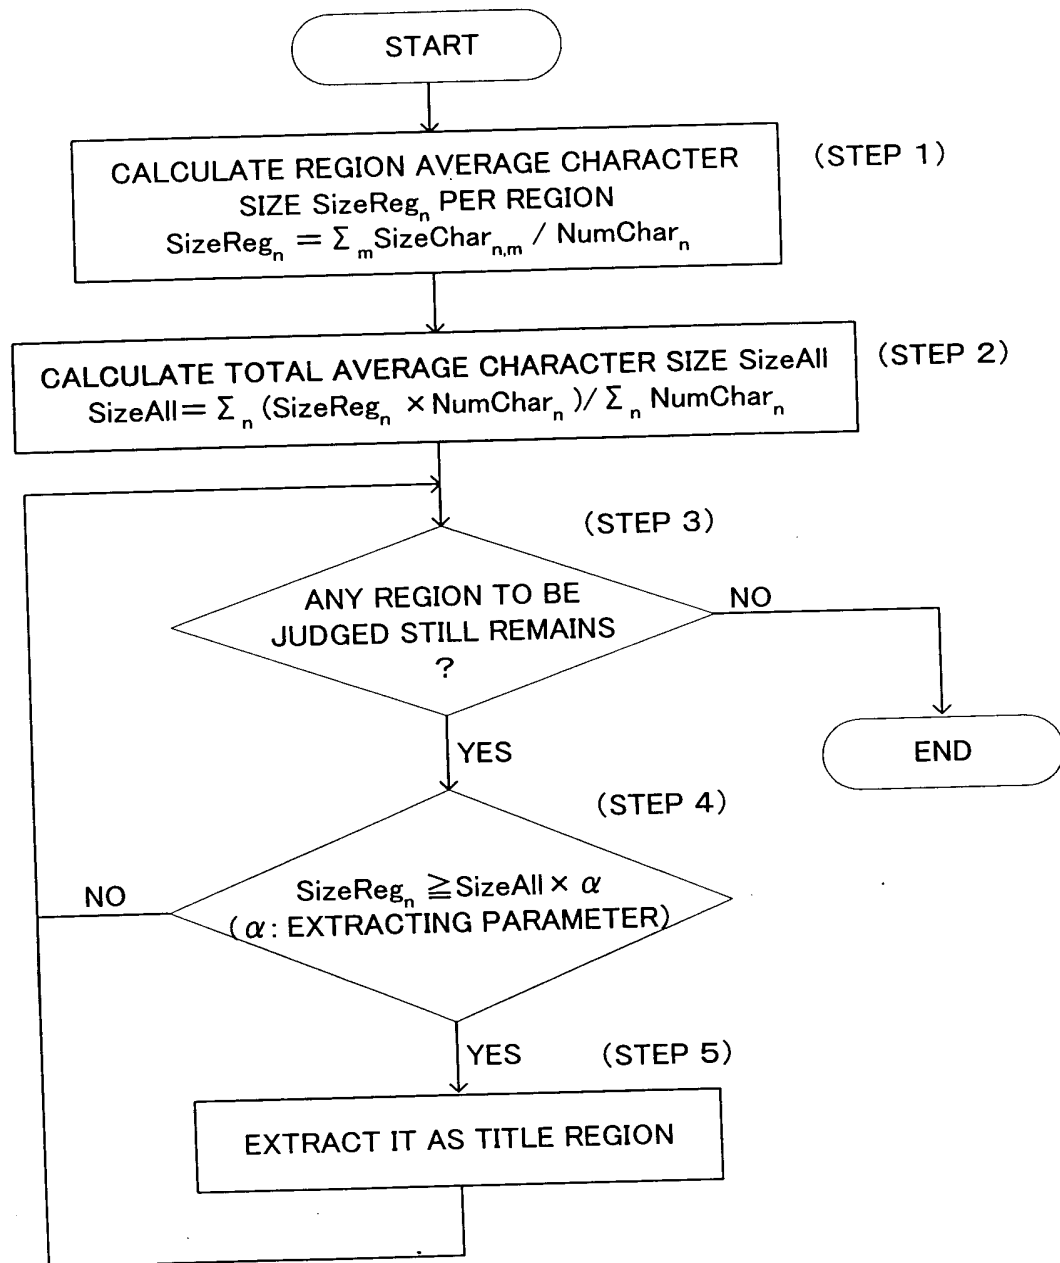 START
(STEP 1)
CALCULATE REGION AVERAGE CHARACTER
SIZE SizeRegₙ PER REGION
SizeRegₙ = Σₘ SizeCharₙ,ₘ / NumCharₙ
(STEP 2)
CALCULATE TOTAL AVERAGE CHARACTER SIZE SizeAll
SizeAll= Σₙ (SizeRegₙ × NumCharₙ)/ Σₙ NumCharₙ
(STEP 3)
ANY REGION TO BE
JUDGED STILL REMAINS
?
NO
END
YES
(STEP 4)
NO
SizeRegₙ ≧SizeAll× α
(α: EXTRACTING PARAMETER)
YES
(STEP 5)
EXTRACT IT AS TITLE REGION